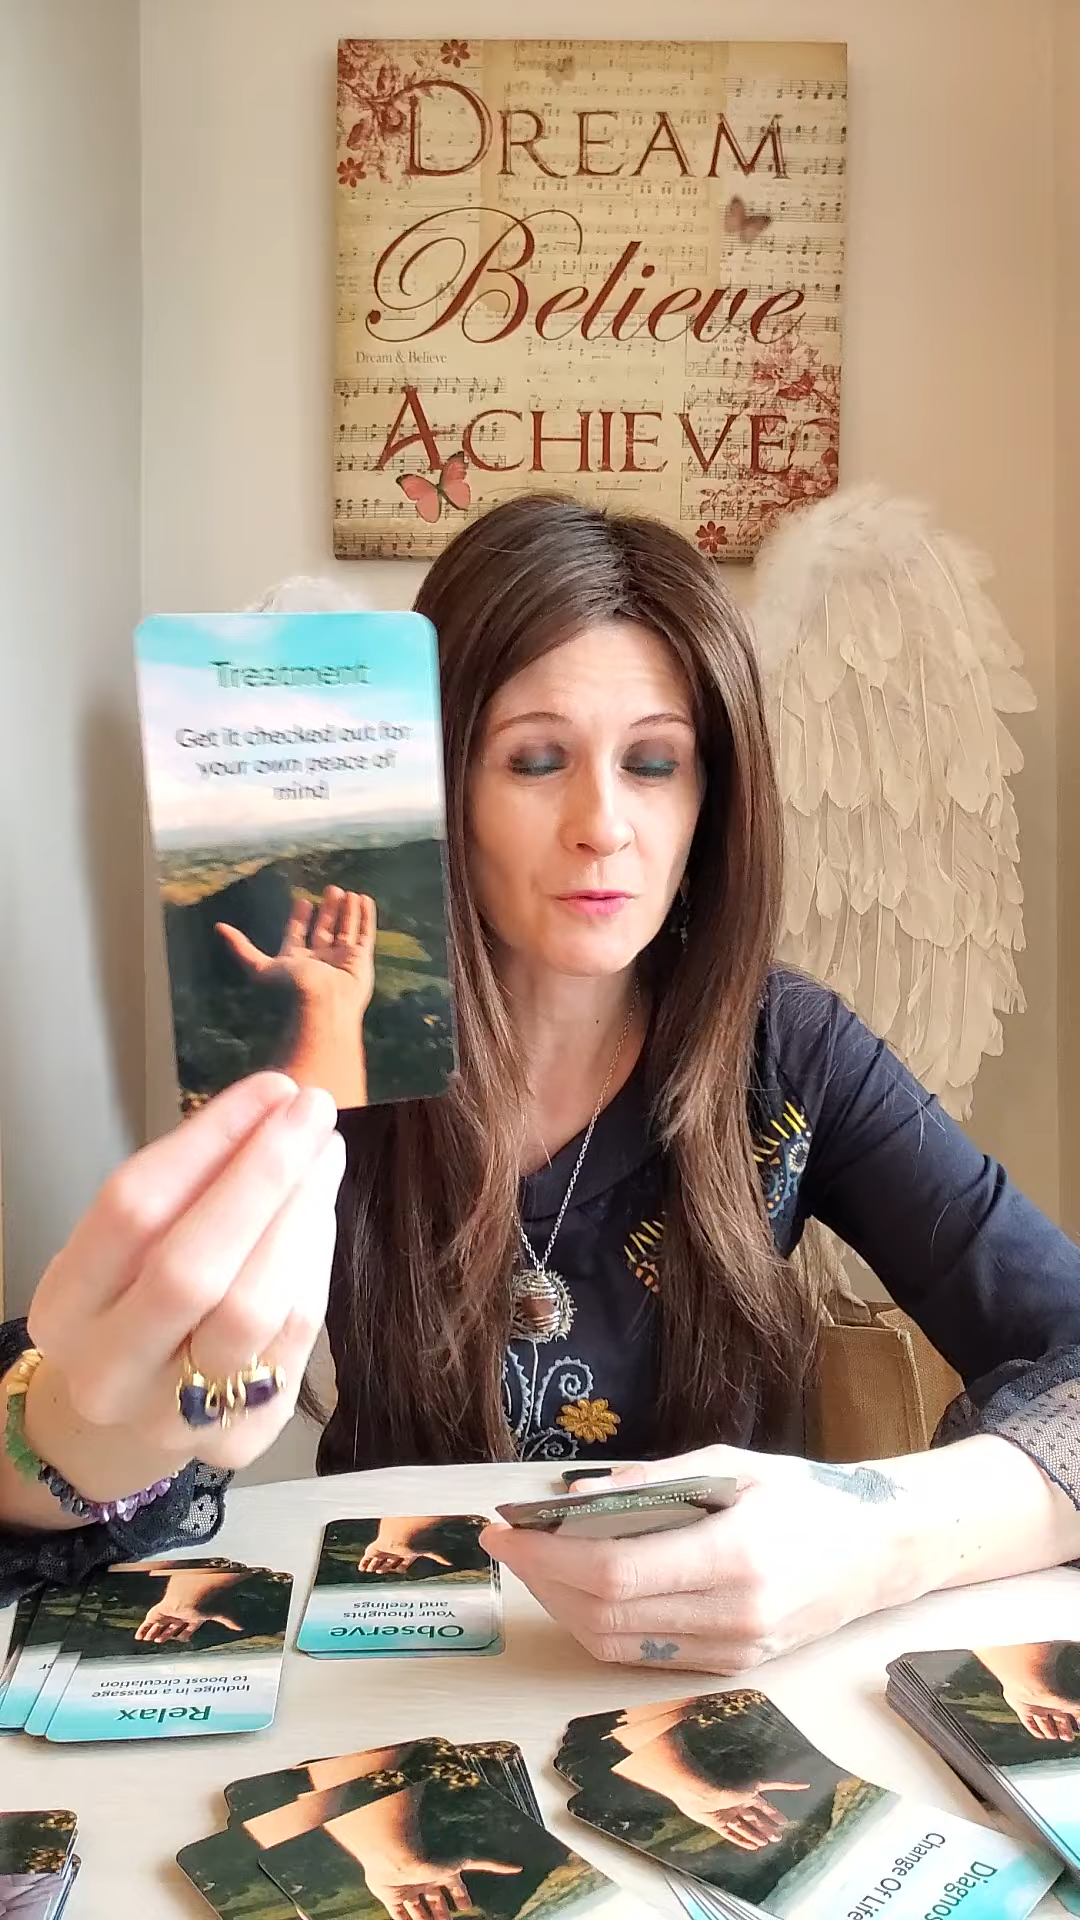 DREAM
Believe
Dream & Believe
ACHIEVE
Treatment
Get it checked out for
your own peace of
mind
Your thoughts
and feelings
Observe
Indulge in a massage
to boost circulation
Relax
Change Of Life
Diagnos